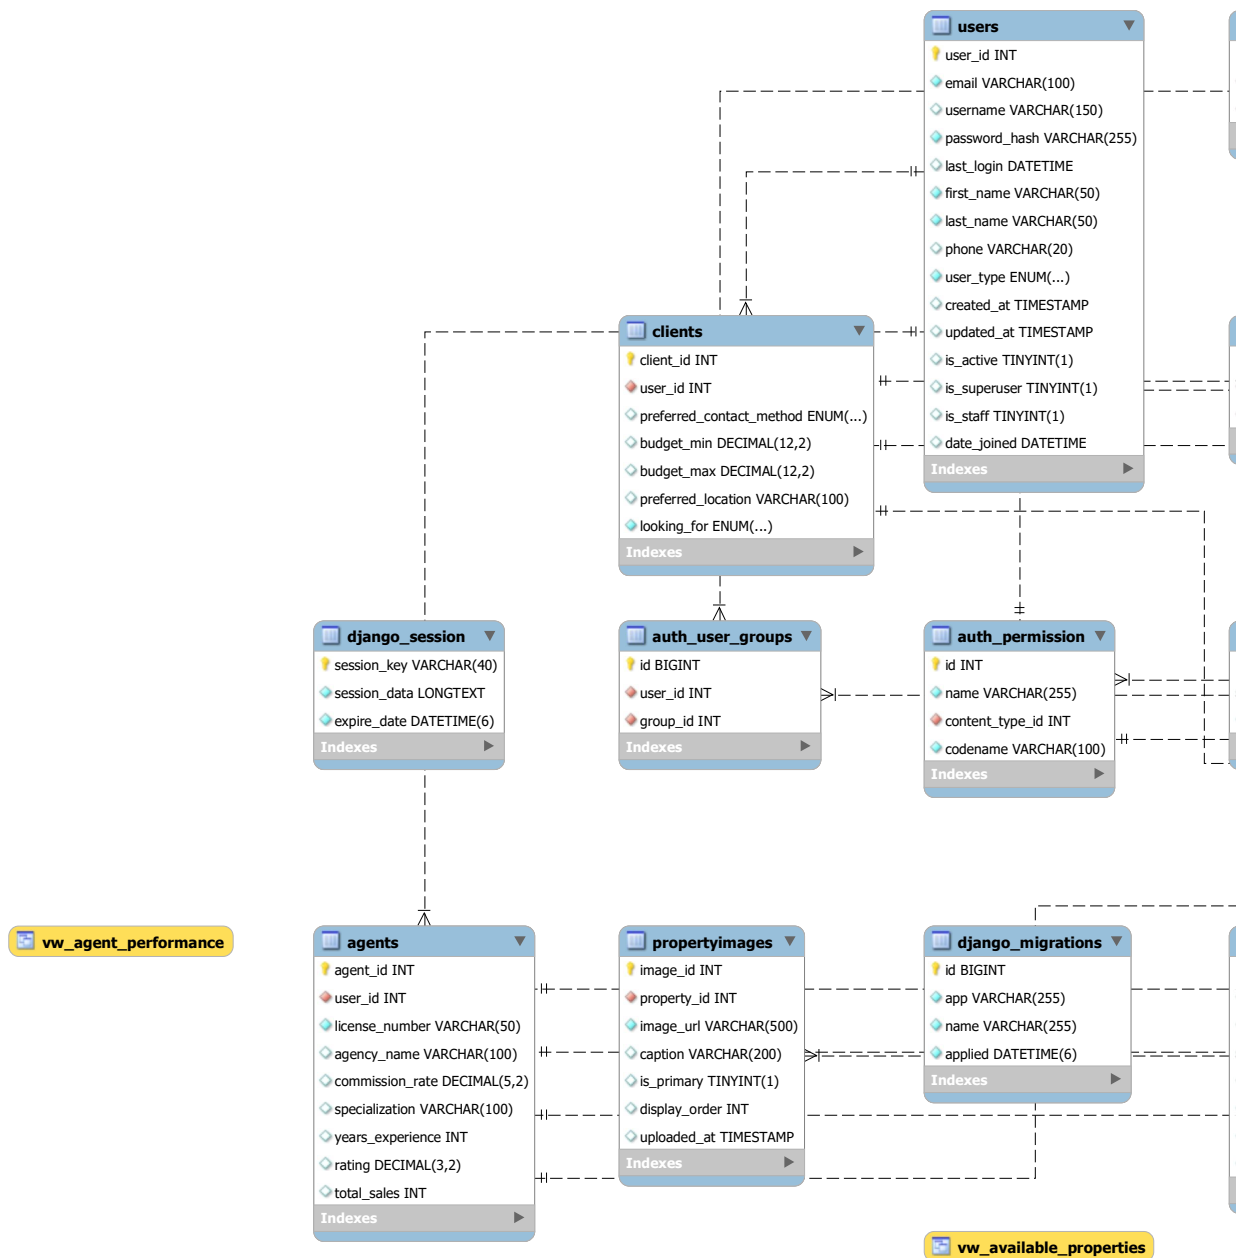 users
user_id INT
email VARCHAR(100)
username VARCHAR(150)
password_hash VARCHAR(255)
last_login DATETIME
first_name VARCHAR(50)
last_name VARCHAR(50)
phone VARCHAR(20)
user_type ENUM(...)
created_at TIMESTAMP
updated_at TIMESTAMP
is_active TINYINT(1)
is_superuser TINYINT(1)
is_staff TINYINT(1)
date_joined DATETIME
Indexes
clients
client_id INT
user_id INT
preferred_contact_method ENUM(...)
budget_min DECIMAL(12,2)
budget_max DECIMAL(12,2)
preferred_location VARCHAR(100)
looking_for ENUM(...)
Indexes
django_session
session_key VARCHAR(40)
session_data LONGTEXT
expire_date DATETIME(6)
Indexes
auth_user_groups
id BIGINT
user_id INT
group_id INT
Indexes
auth_permission
id INT
name VARCHAR(255)
content_type_id INT
codename VARCHAR(100)
Indexes
vw_agent_performance
agents
agent_id INT
user_id INT
license_number VARCHAR(50)
agency_name VARCHAR(100)
commission_rate DECIMAL(5,2)
specialization VARCHAR(100)
years_experience INT
rating DECIMAL(3,2)
total_sales INT
Indexes
propertyimages
image_id INT
property_id INT
image_url VARCHAR(500)
caption VARCHAR(200)
is_primary TINYINT(1)
display_order INT
uploaded_at TIMESTAMP
Indexes
django_migrations
id BIGINT
app VARCHAR(255)
name VARCHAR(255)
applied DATETIME(6)
Indexes
vw_available_properties